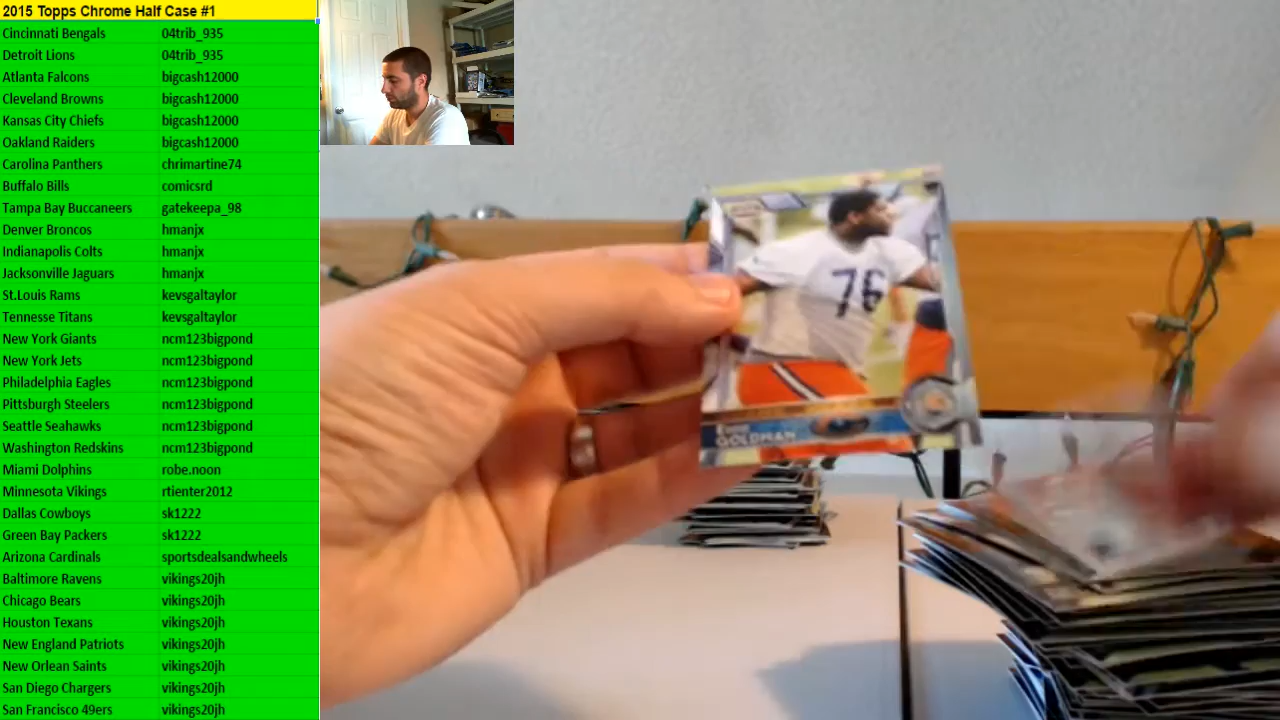 2015 Topps Chrome Half Case #1
Cincinnati Bengals 04trib_935
Detroit Lions 04trib_935
Atlanta Falcons bigcash12000
Cleveland Browns bigcash12000
Kansas City Chiefs bigcash12000
Oakland Raiders bigcash12000
Carolina Panthers chrimartine74
Buffalo Bills comicsrd
Tampa Bay Buccaneers gatekeepa_98
Denver Broncos hmanjx
Indianapolis Colts hmanjx
Jacksonville Jaguars hmanjx
St.Louis Rams kevsgaltaylor
Tennesse Titans kevsgaltaylor
New York Giants ncm123bigpond
New York Jets ncm123bigpond
Philadelphia Eagles ncm123bigpond
Pittsburgh Steelers ncm123bigpond
Seattle Seahawks ncm123bigpond
Washington Redskins ncm123bigpond
Miami Dolphins robe.noon
Minnesota Vikings rtienter2012
Dallas Cowboys sk1222
Green Bay Packers sk1222
Arizona Cardinals sportsdealsandwheels
Baltimore Ravens vikings20jh
Chicago Bears vikings20jh
Houston Texans vikings20jh
New England Patriots vikings20jh
New Orlean Saints vikings20jh
San Diego Chargers vikings20jh
San Francisco 49ers vikings20jh
76
GOLDMAN